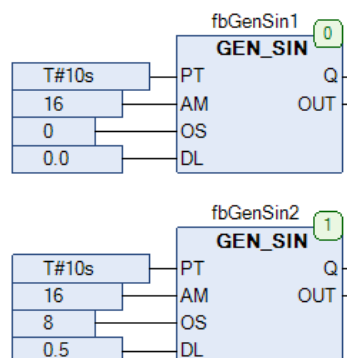 fbGenSin1
0
GEN_SIN
T#10s PT Q
16 AM OUT
0 OS
0.0 DL
fbGenSin2
1
GEN_SIN
T#10s PT Q
16 AM OUT
8 OS
0.5 DL